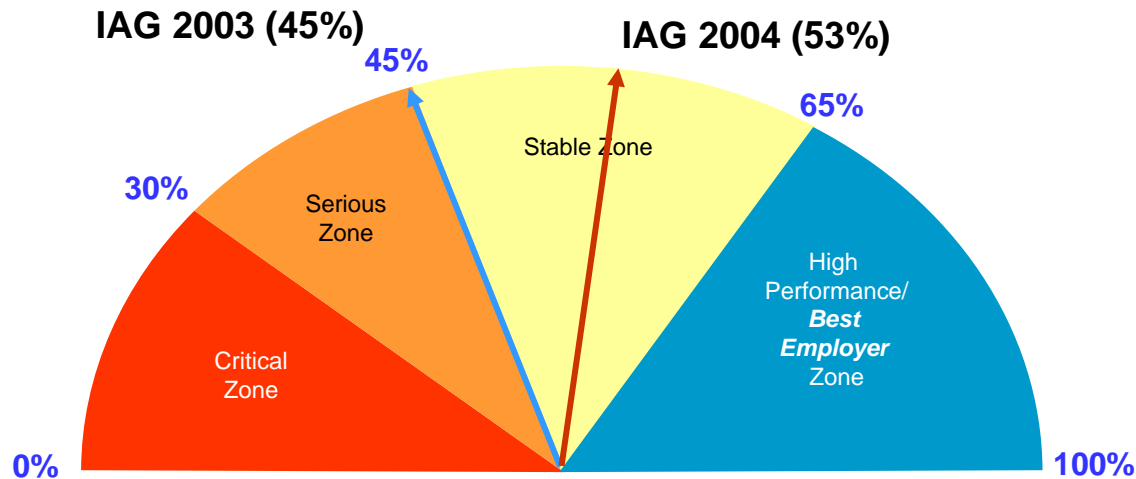 IAG 2003 (45%)
IAG 2004 (53%)
45%
65%
Stable Zone
30%
Serious
Zone
High
Performance/
Best
Employer
Zone
Critical
Zone
0%
100%